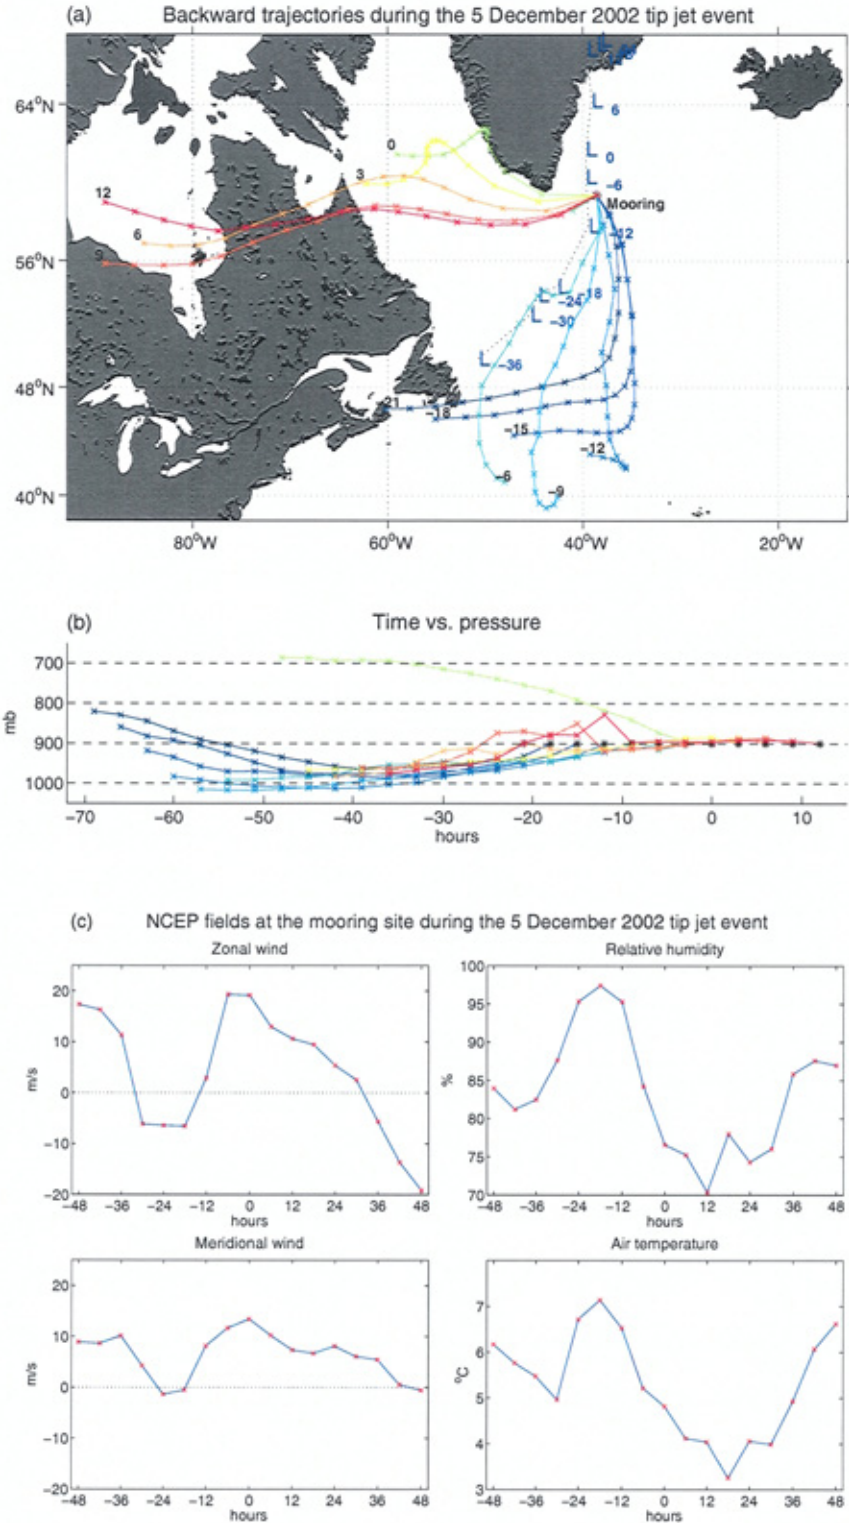 (a) Backward trajectories during the 5 December 2002 tip jet event
64°N
56°N
48°N
40°N
80°W 60°W 40°W 20°W
L 6
L 0
L -6
Mooring
L -12
L -18
L -24
L -30
L -36
0
3
12
6
9
-21
-18
-15
-12
-6
-9
(b) Time vs. pressure
mb
700
800
900
1000
-70 -60 -50 -40 -30 -20 -10 0 10
hours
(c) NCEP fields at the mooring site during the 5 December 2002 tip jet event
Zonal wind
m/s
20
10
0
-10
-20
-48 -36 -24 -12 0 12 24 36 48
hours
Relative humidity
%
100
95
90
85
80
75
70
-48 -36 -24 -12 0 12 24 36 48
hours
Meridional wind
m/s
20
10
0
-10
-20
-48 -36 -24 -12 0 12 24 36 48
hours
Air temperature
°C
7
6
5
4
3
-48 -36 -24 -12 0 12 24 36 48
hours